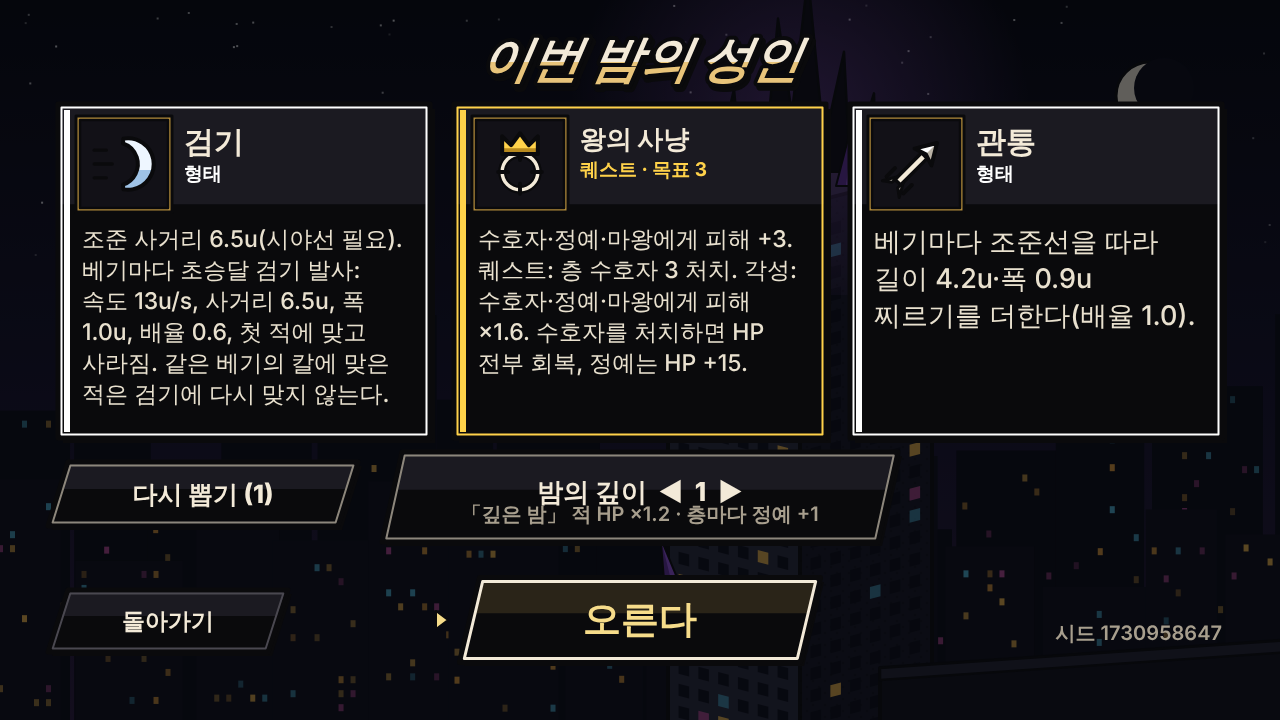 이번 밤의 성인
검기
형태
조준 사거리 6.5u(시야선 필요).
베기마다 초승달 검기 발사:
속도 13u/s, 사거리 6.5u, 폭
1.0u, 배율 0.6, 첫 적에 맞고
사라짐. 같은 베기의 칼에 맞은
적은 검기에 다시 맞지 않는다.
왕의 사냥
퀘스트 · 목표 3
수호자·정예·마왕에게 피해 +3.
퀘스트: 층 수호자 3 처치. 각성:
수호자·정예·마왕에게 피해
×1.6. 수호자를 처치하면 HP
전부 회복, 정예는 HP +15.
관통
형태
베기마다 조준선을 따라
길이 4.2u·폭 0.9u
찌르기를 더한다(배율 1.0).
다시 뽑기 (1)
밤의 깊이 ◀ 1 ▶
「깊은 밤」 적 HP ×1.2 · 층마다 정예 +1
돌아가기
오른다
시드 1730958647